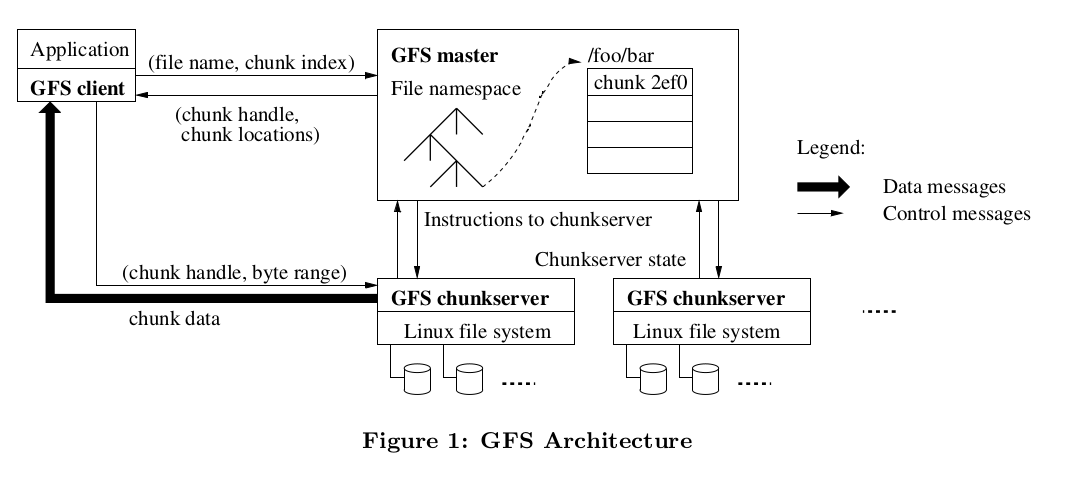 Application
GFS client
(file name, chunk index)
(chunk handle,
chunk locations)
GFS master
File namespace
/foo/bar
chunk 2ef0
Legend:
Data messages
Control messages
Instructions to chunkserver
Chunkserver state
(chunk handle, byte range)
chunk data
GFS chunkserver
Linux file system
GFS chunkserver
Linux file system
Figure 1: GFS Architecture